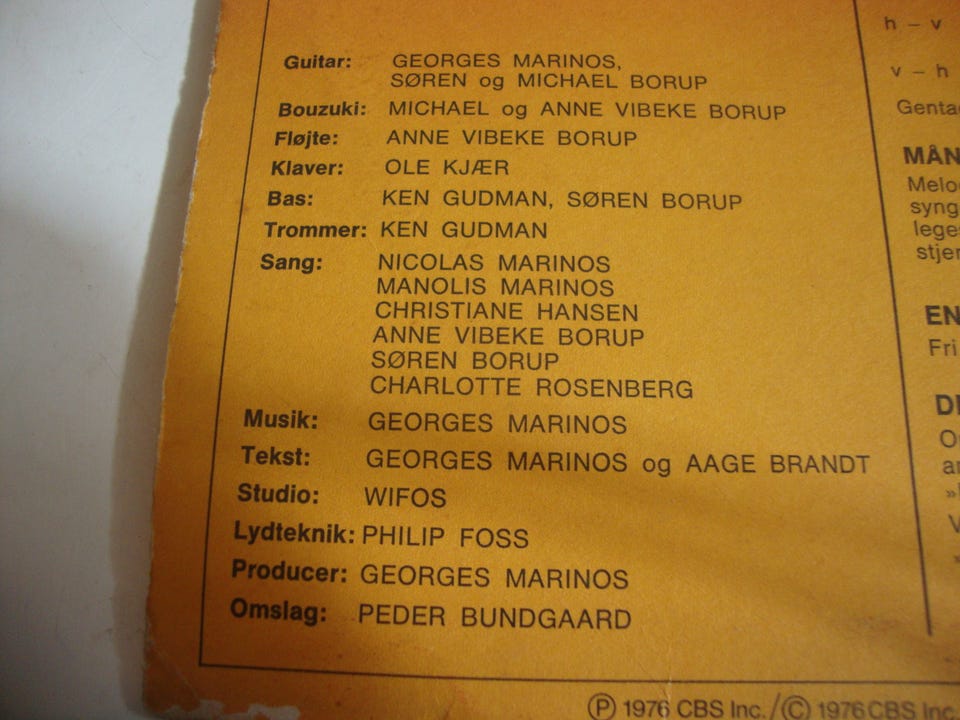 Guitar: GEORGES MARINOS,
SØREN og MICHAEL BORUP
Bouzuki: MICHAEL og ANNE VIBEKE BORUP
Fløjte: ANNE VIBEKE BORUP
Klaver: OLE KJÆR
Bas: KEN GUDMAN, SØREN BORUP
Trommer: KEN GUDMAN
Sang: NICOLAS MARINOS
MANOLIS MARINOS
CHRISTIANE HANSEN
ANNE VIBEKE BORUP
SØREN BORUP
CHARLOTTE ROSENBERG
Musik: GEORGES MARINOS
Tekst: GEORGES MARINOS og AAGE BRANDT
Studio: WIFOS
Lydteknik: PHILIP FOSS
Producer: GEORGES MARINOS
Omslag: PEDER BUNDGAARD
Ⓟ 1976 CBS Inc./Ⓒ 1976 CBS Inc.
h – v
v – h
Fri